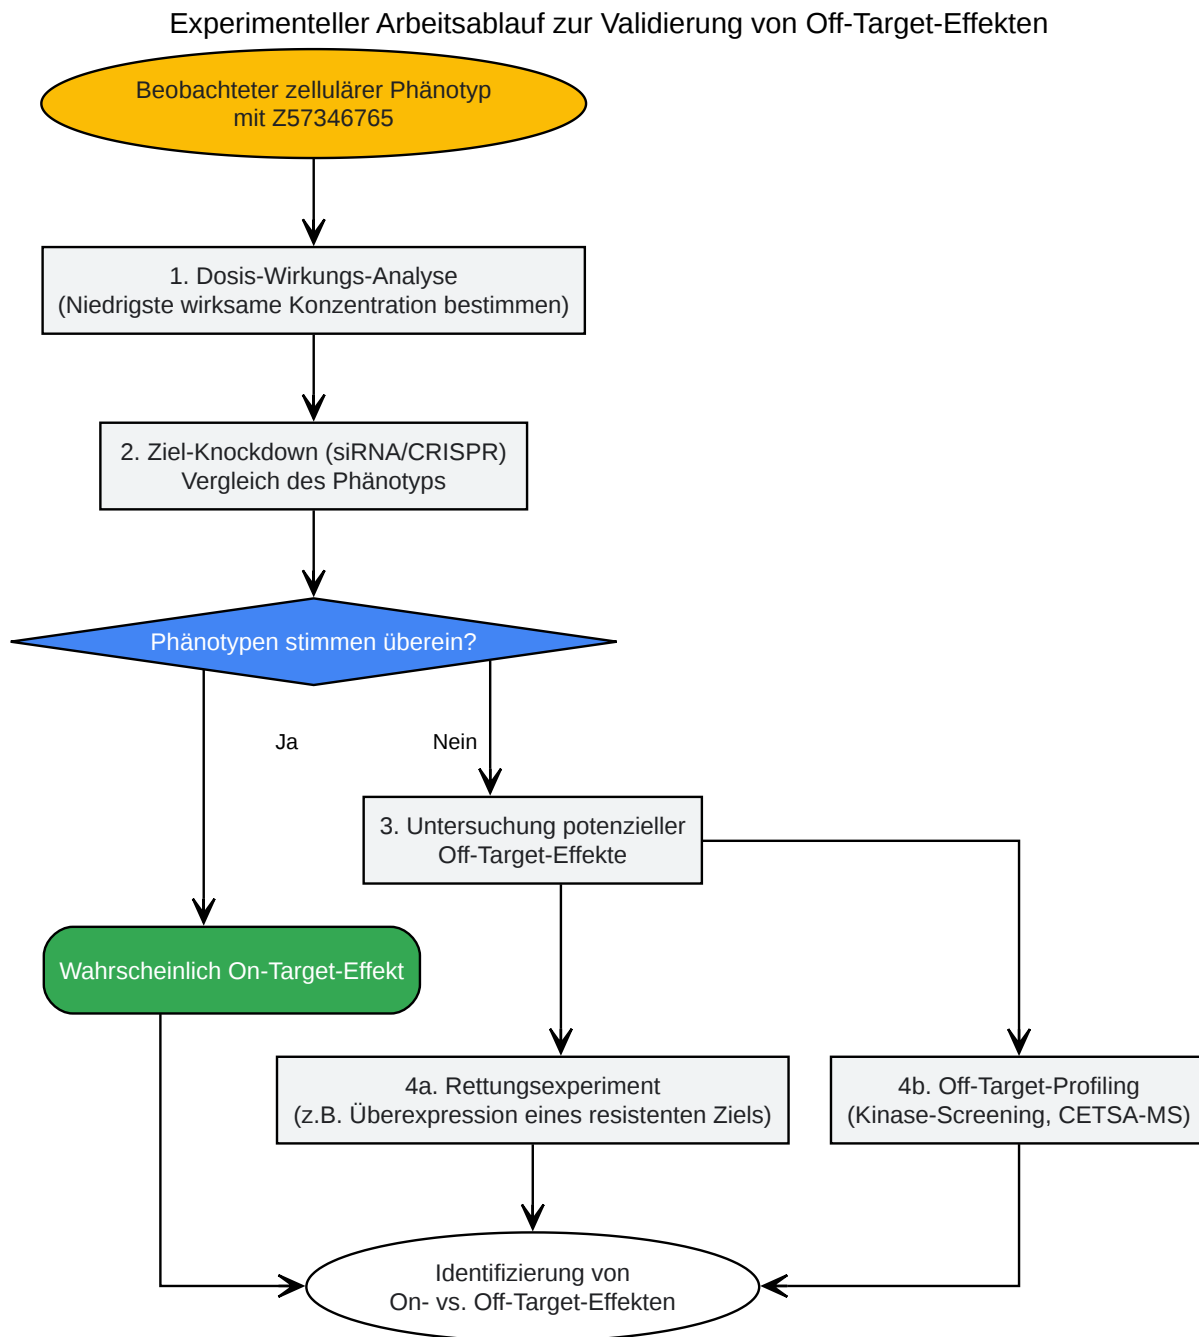 Experimenteller Arbeitsablauf zur Validierung von Off-Target-Effekten
Beobachteter zellulärer Phänotyp
mit Z57346765
1. Dosis-Wirkungs-Analyse
(Niedrigste wirksame Konzentration bestimmen)
2. Ziel-Knockdown (siRNA/CRISPR)
Vergleich des Phänotyps
Phänotypen stimmen überein?
Ja
Nein
3. Untersuchung potenzieller
Off-Target-Effekte
Wahrscheinlich On-Target-Effekt
4a. Rettungsexperiment
(z.B. Überexpression eines resistenten Ziels)
4b. Off-Target-Profiling
(Kinase-Screening, CETSA-MS)
Identifizierung von
On- vs. Off-Target-Effekten